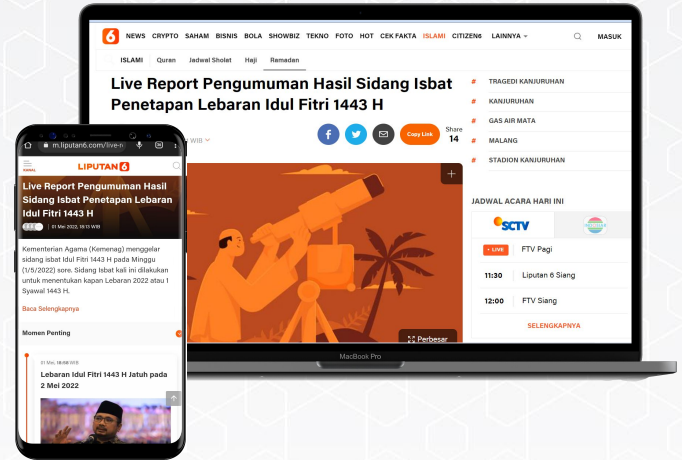 6 NEWS CRYPTO SAHAM BISNIS BOLA SHOWBIZ TEKNO FOTO HOT CEK FAKTA ISLAMI CITIZEN6 LAINNYA MASUK
ISLAMI Quran Jadwal Sholat Haji Ramadan
Live Report Pengumuman Hasil Sidang Isbat
Penetapan Lebaran Idul Fitri 1443 H
WIB
Copy Link
Share
14
Perbesar
# TRAGEDI KANJURUHAN
# KANJURUHAN
# GAS AIR MATA
# MALANG
# STADION KANJURUHAN
JADWAL ACARA HARI INI
SCTV
LIVE FTV Pagi
11:30 Liputan 6 Siang
12:00 FTV Siang
SELENGKAPNYA
MacBook Pro
m.liputan6.com/live-r
KANAL
LIPUTAN 6
Live Report Pengumuman Hasil
Sidang Isbat Penetapan Lebaran
Idul Fitri 1443 H
01 Mei 2022, 18:13 WIB
Kementerian Agama (Kemenag) menggelar
sidang isbat Idul Fitri 1443 H pada Minggu
(1/5/2022) sore. Sidang Isbat kali ini dilakukan
untuk menentukan kapan Lebaran 2022 atau 1
Syawal 1443 H.
Baca Selengkapnya
Momen Penting
Lebaran Idul Fitri 1443 H Jatuh pada
2 Mei 2022